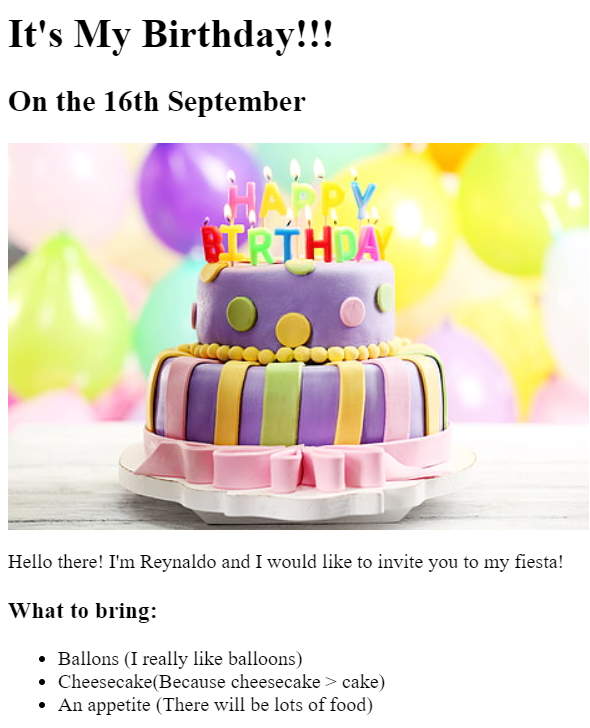 It's My Birthday!!!
On the 16th September
HAPPY
BIRTHDAY
Hello there! I'm Reynaldo and I would like to invite you to my fiesta!
What to bring:
• Ballons (I really like balloons)
• Cheesecake(Because cheesecake > cake)
• An appetite (There will be lots of food)